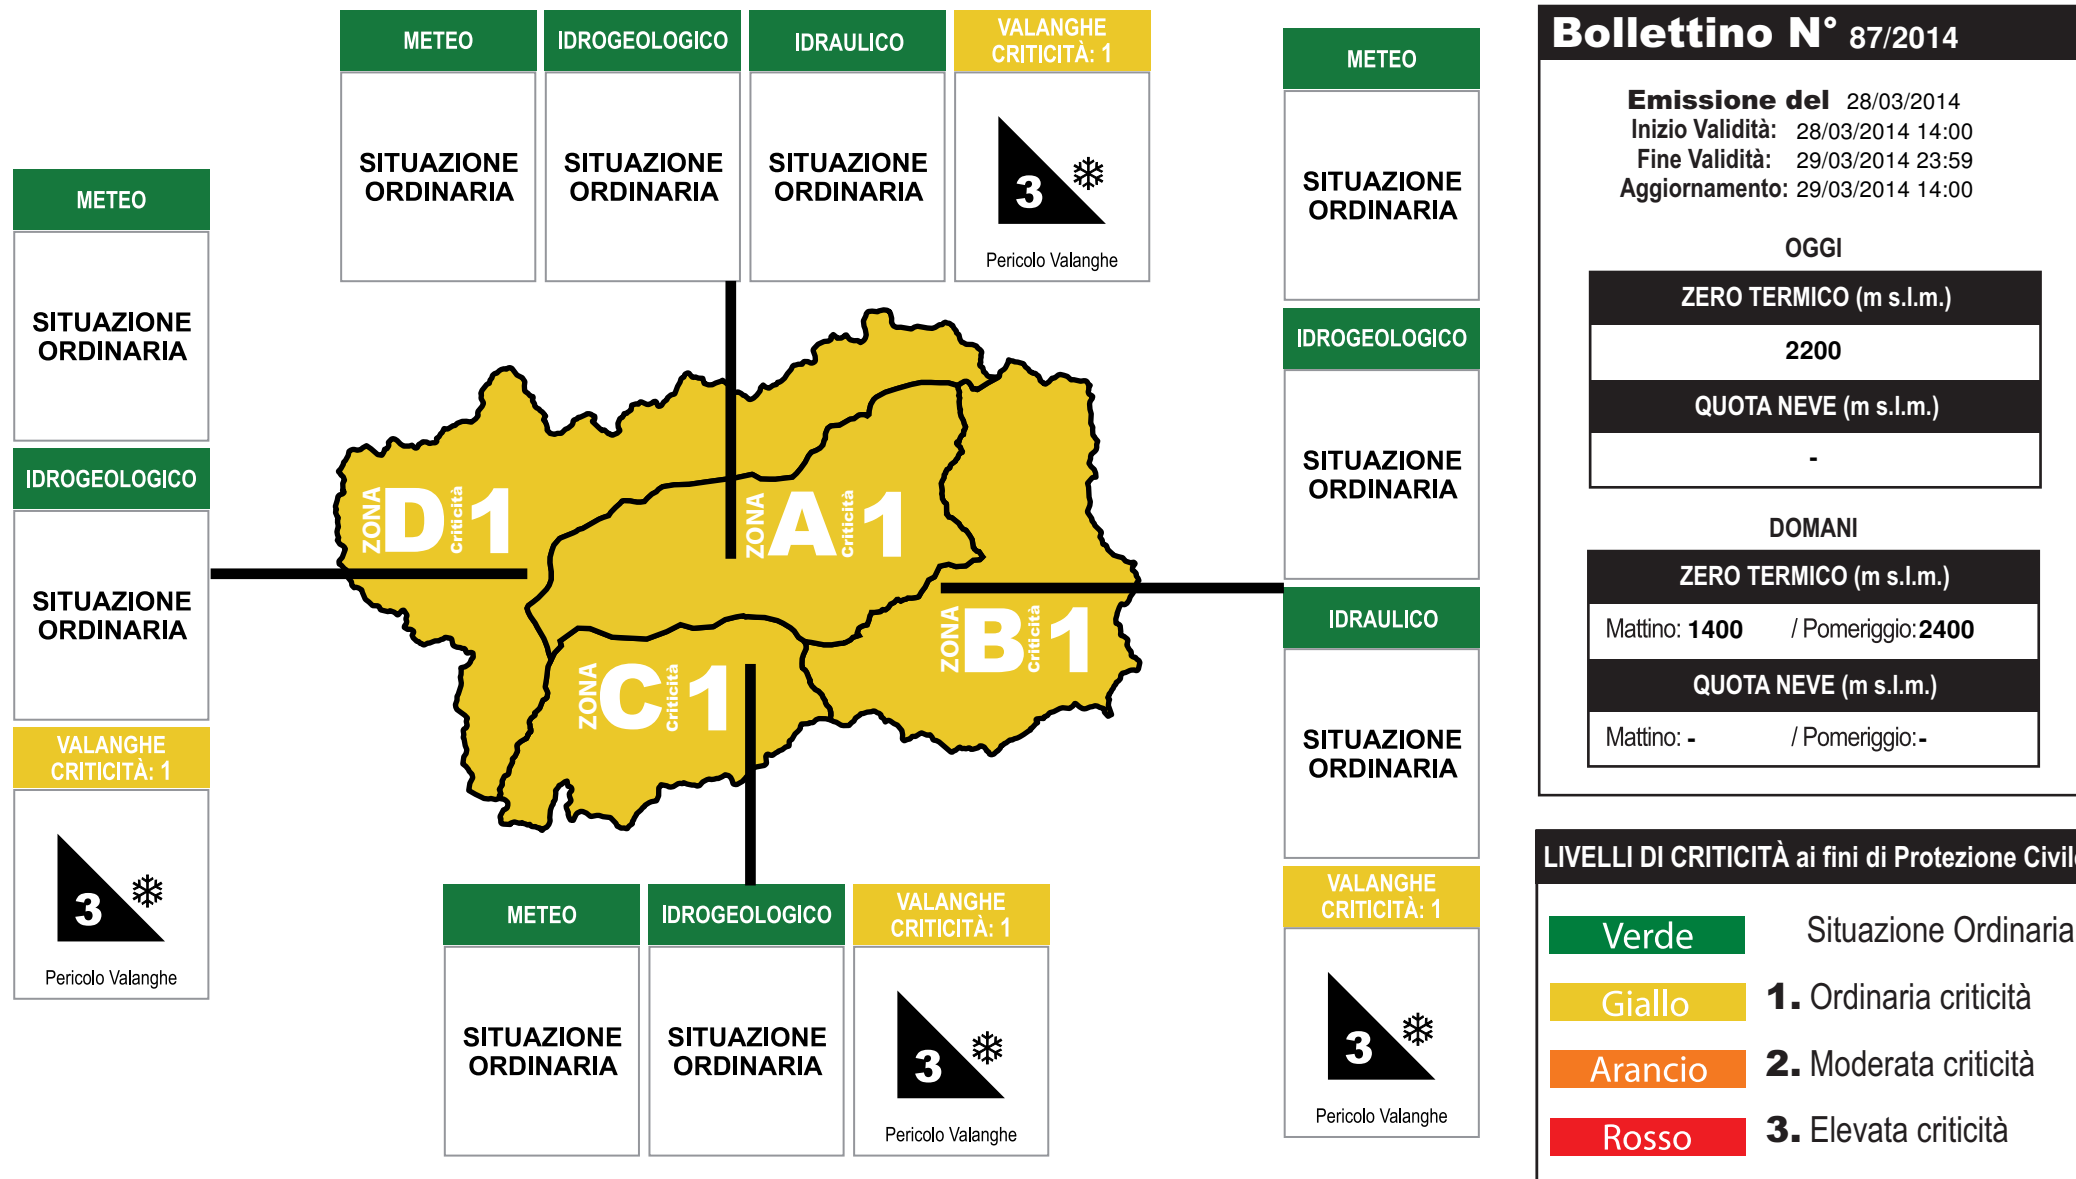 METEO
SITUAZIONE
ORDINARIA
IDROGEOLOGICO
SITUAZIONE
ORDINARIA
IDRAULICO
SITUAZIONE
ORDINARIA
VALANGHE
CRITICITÀ: 1
3
Pericolo Valanghe
METEO
SITUAZIONE
ORDINARIA
IDROGEOLOGICO
SITUAZIONE
ORDINARIA
VALANGHE
CRITICITÀ: 1
3
Pericolo Valanghe
ZONA D Criticità 1
ZONA A Criticità 1
ZONA B Criticità 1
ZONA C Criticità 1
METEO
SITUAZIONE
ORDINARIA
IDROGEOLOGICO
SITUAZIONE
ORDINARIA
VALANGHE
CRITICITÀ: 1
3
Pericolo Valanghe
METEO
SITUAZIONE
ORDINARIA
IDROGEOLOGICO
SITUAZIONE
ORDINARIA
IDRAULICO
SITUAZIONE
ORDINARIA
VALANGHE
CRITICITÀ: 1
3
Pericolo Valanghe
Bollettino N° 87/2014
Emissione del 28/03/2014
Inizio Validità: 28/03/2014 14:00
Fine Validità: 29/03/2014 23:59
Aggiornamento: 29/03/2014 14:00
OGGI
ZERO TERMICO (m s.l.m.)
2200
QUOTA NEVE (m s.l.m.)
-
DOMANI
ZERO TERMICO (m s.l.m.)
Mattino: 1400 / Pomeriggio: 2400
QUOTA NEVE (m s.l.m.)
Mattino: - / Pomeriggio: -
LIVELLI DI CRITICITÀ ai fini di Protezione Civil
Verde Situazione Ordinaria
Giallo 1. Ordinaria criticità
Arancio 2. Moderata criticità
Rosso 3. Elevata criticità